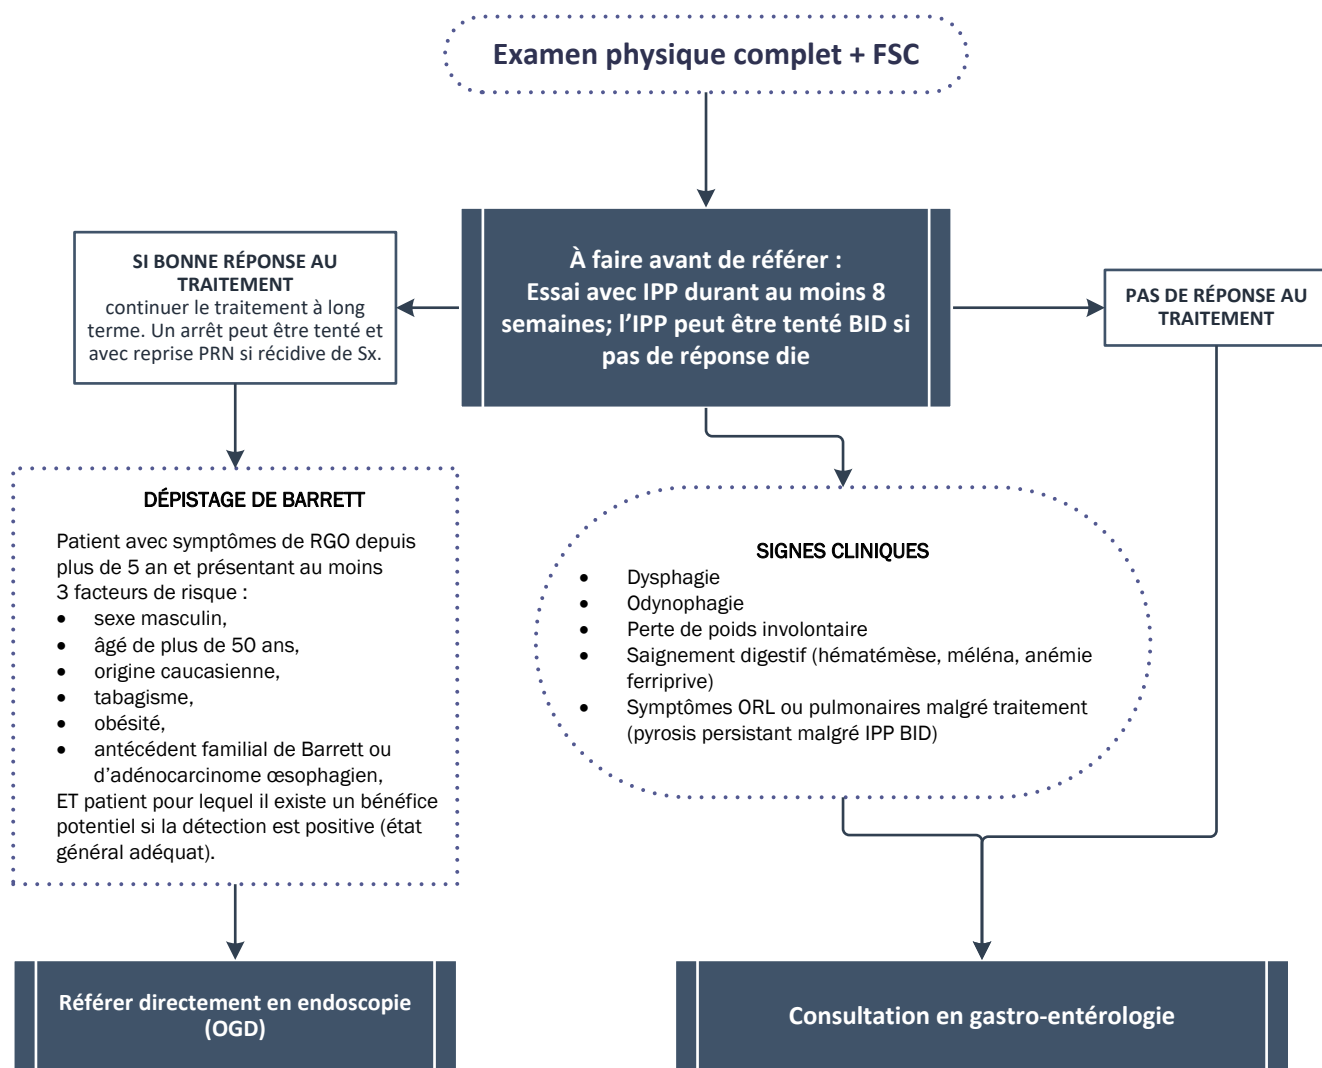 Examen physique complet + FSC
À faire avant de référer :
Essai avec IPP durant au moins 8
semaines; l’IPP peut être tenté BID si
pas de réponse die
SI BONNE RÉPONSE AU
TRAITEMENT
continuer le traitement à long
terme. Un arrêt peut être tenté et
avec reprise PRN si récidive de Sx.
PAS DE RÉPONSE AU
TRAITEMENT
DÉPISTAGE DE BARRETT
Patient avec symptômes de RGO depuis
plus de 5 an et présentant au moins
3 facteurs de risque :
• sexe masculin,
• âgé de plus de 50 ans,
• origine caucasienne,
• tabagisme,
• obésité,
• antécédent familial de Barrett ou
d’adénocarcinome œsophagien,
ET patient pour lequel il existe un bénéfice
potentiel si la détection est positive (état
général adéquat).
SIGNES CLINIQUES
• Dysphagie
• Odynophagie
• Perte de poids involontaire
• Saignement digestif (hématémèse, méléna, anémie
ferriprive)
• Symptômes ORL ou pulmonaires malgré traitement
(pyrosis persistant malgré IPP BID)
Référer directement en endoscopie
(OGD)
Consultation en gastro-entérologie